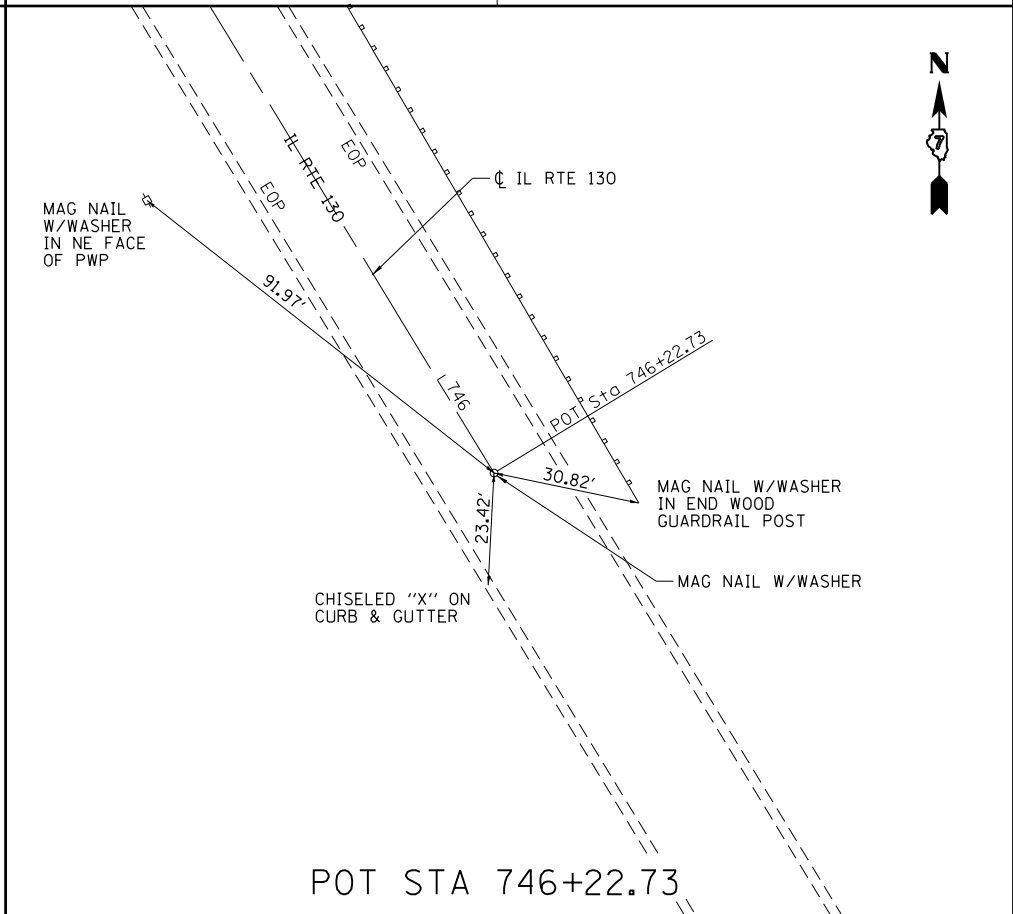 N
7
IL RTE 130
EOP
EOP
℄ IL RTE 130
MAG NAIL
W/WASHER
IN NE FACE
OF PWP
91.97'
746
POT Sta 746+22.73
30.82'
23.42'
MAG NAIL W/WASHER
IN END WOOD
GUARDRAIL POST
MAG NAIL W/WASHER
CHISELED "X" ON
CURB & GUTTER
POT STA 746+22.73